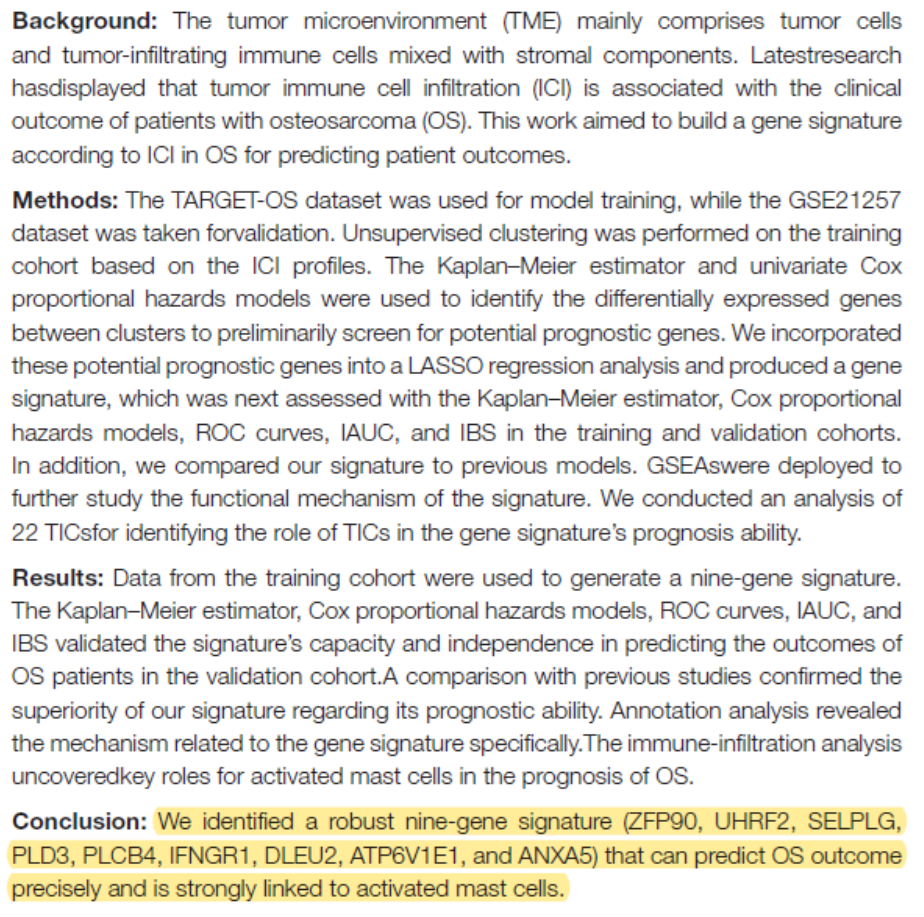 Background: The tumor microenvironment (TME) mainly comprises tumor cells
and tumor-infiltrating immune cells mixed with stromal components. Latestresearch
hasdisplayed that tumor immune cell infiltration (ICI) is associated with the clinical
outcome of patients with osteosarcoma (OS). This work aimed to build a gene signature
according to ICI in OS for predicting patient outcomes.
Methods: The TARGET-OS dataset was used for model training, while the GSE21257
dataset was taken forvalidation. Unsupervised clustering was performed on the training
cohort based on the ICI profiles. The Kaplan–Meier estimator and univariate Cox
proportional hazards models were used to identify the differentially expressed genes
between clusters to preliminarily screen for potential prognostic genes. We incorporated
these potential prognostic genes into a LASSO regression analysis and produced a gene
signature, which was next assessed with the Kaplan–Meier estimator, Cox proportional
hazards models, ROC curves, IAUC, and IBS in the training and validation cohorts.
In addition, we compared our signature to previous models. GSEAswere deployed to
further study the functional mechanism of the signature. We conducted an analysis of
22 TICsfor identifying the role of TICs in the gene signature's prognosis ability.
Results: Data from the training cohort were used to generate a nine-gene signature.
The Kaplan–Meier estimator, Cox proportional hazards models, ROC curves, IAUC, and
IBS validated the signature's capacity and independence in predicting the outcomes of
OS patients in the validation cohort.A comparison with previous studies confirmed the
superiority of our signature regarding its prognostic ability. Annotation analysis revealed
the mechanism related to the gene signature specifically.The immune-infiltration analysis
uncoveredkey roles for activated mast cells in the prognosis of OS.
Conclusion: We identified a robust nine-gene signature (ZFP90, UHRF2, SELPLG,
PLD3, PLCB4, IFNGR1, DLEU2, ATP6V1E1, and ANXA5) that can predict OS outcome
precisely and is strongly linked to activated mast cells.